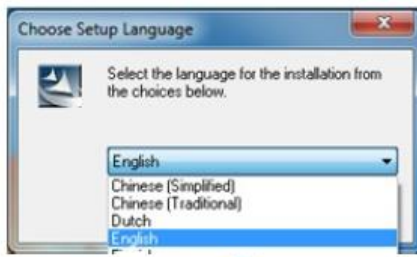 Choose Setup Language
Select the language for the installation from
the choices below.
English
Chinese (Simplified)
Chinese (Traditional)
Dutch
English